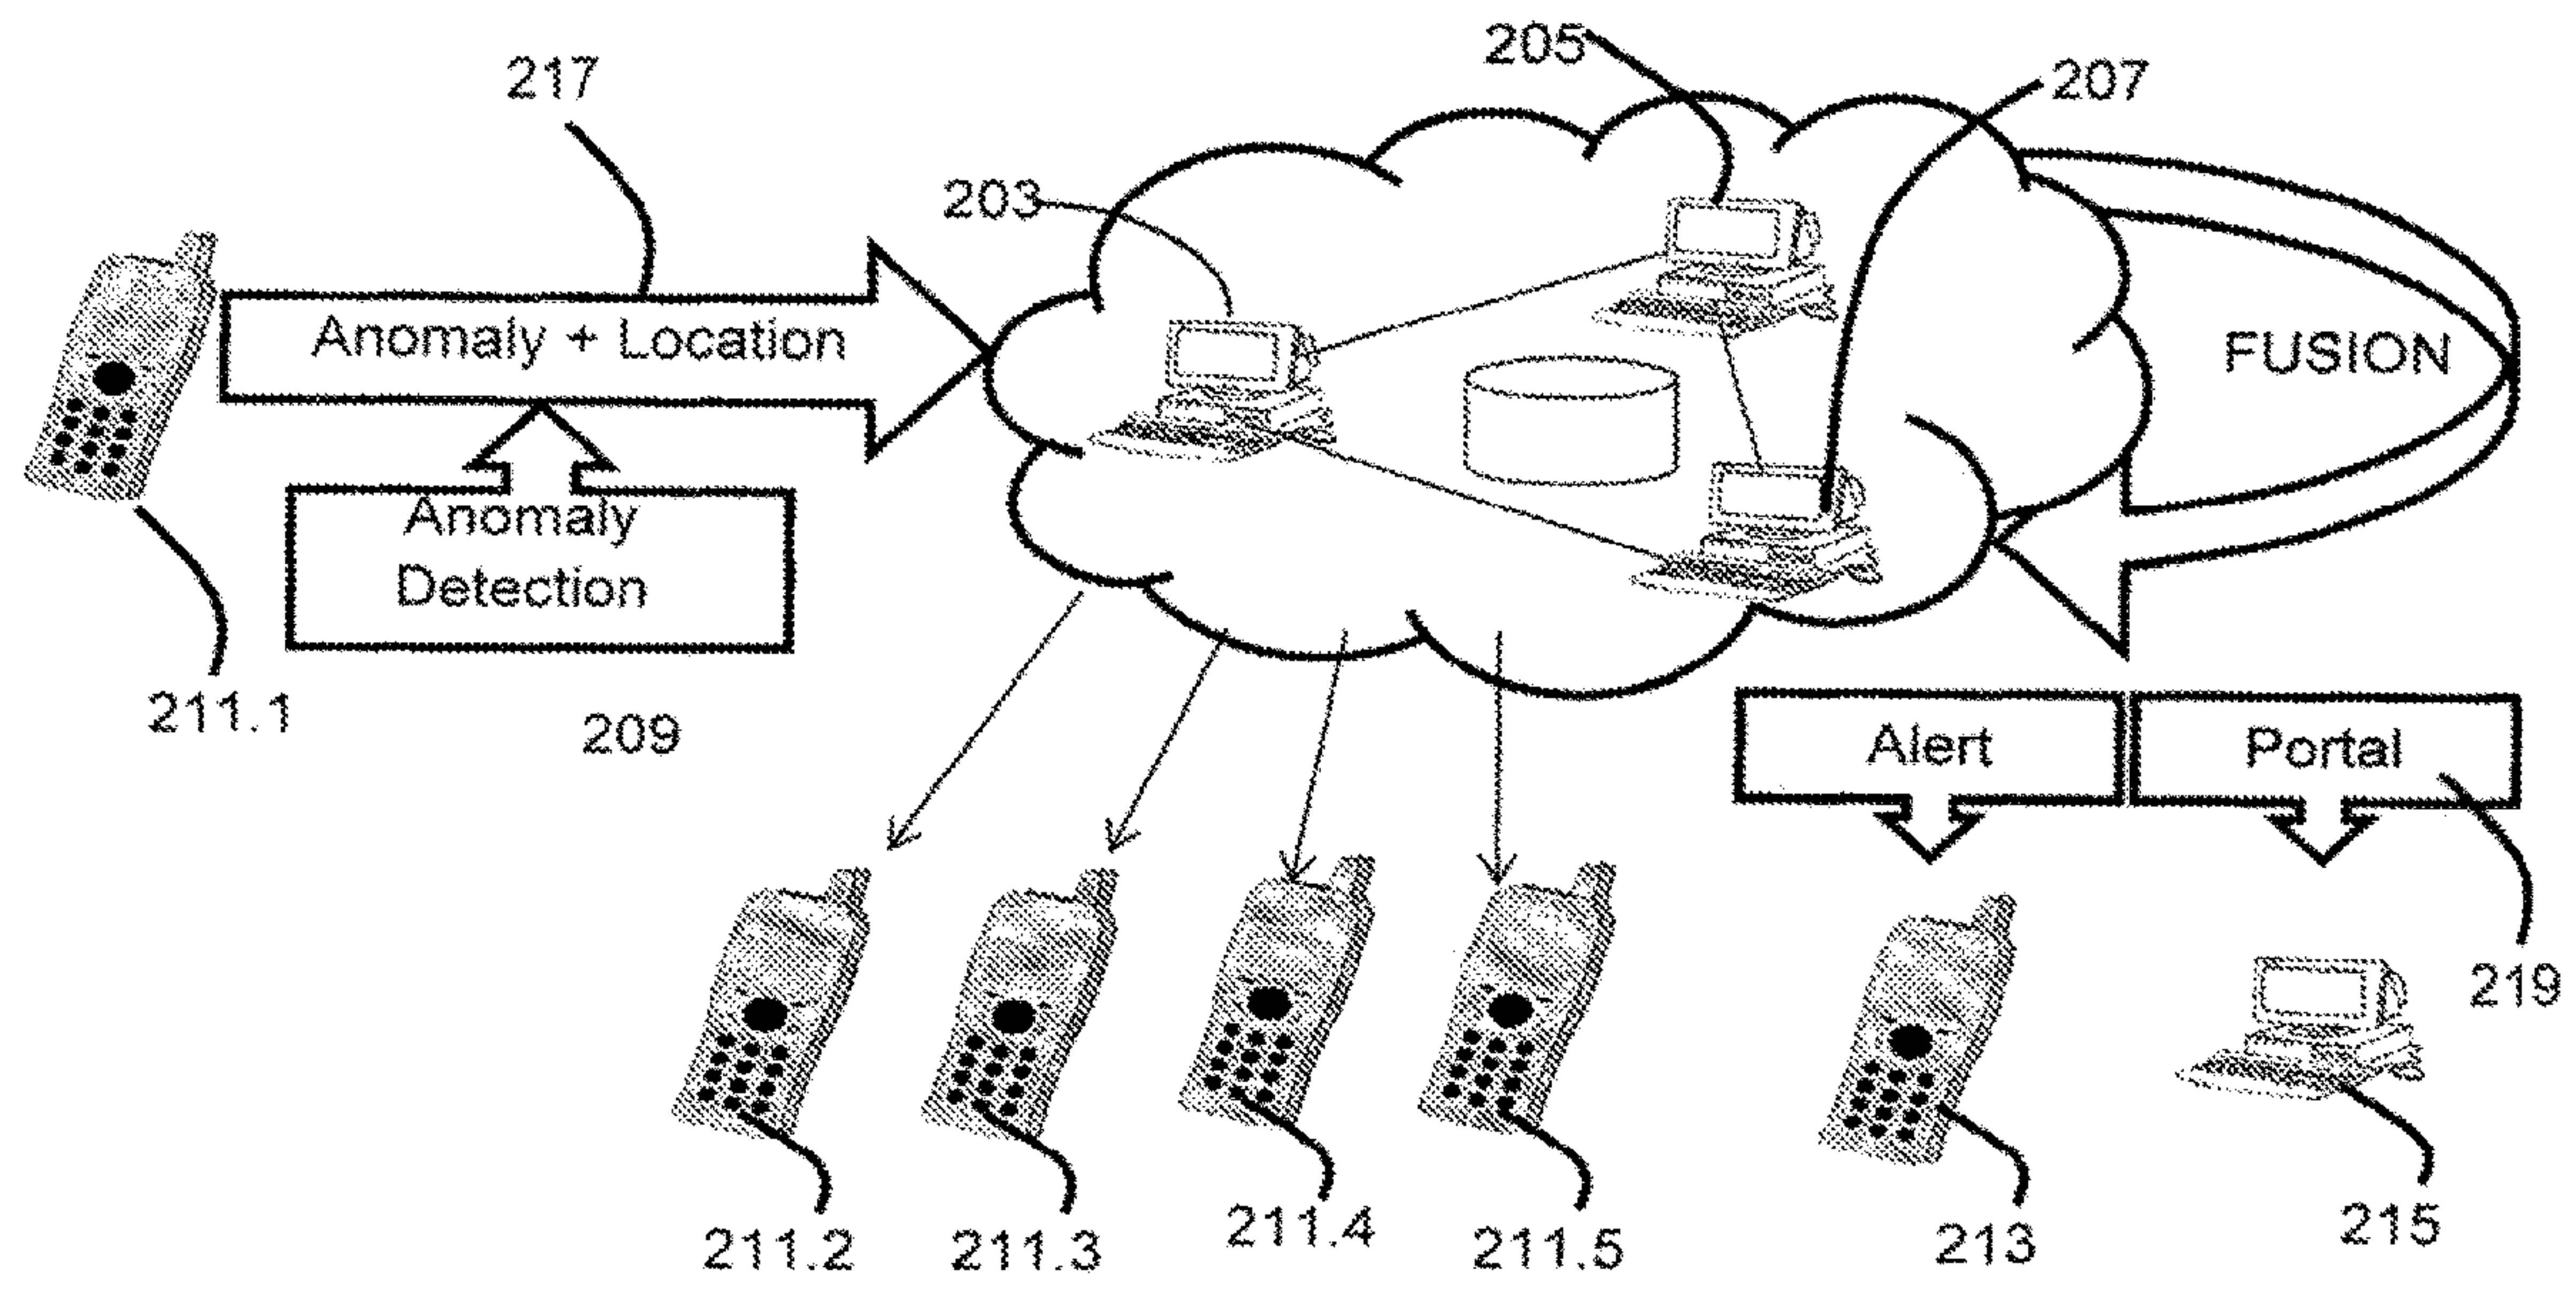 205
217
207
203
Anomaly + Location
FUSION
Anomaly
Detection
211.1
209
Alert
Portal
219
211.2
211.3
211.4
211.5
213
215